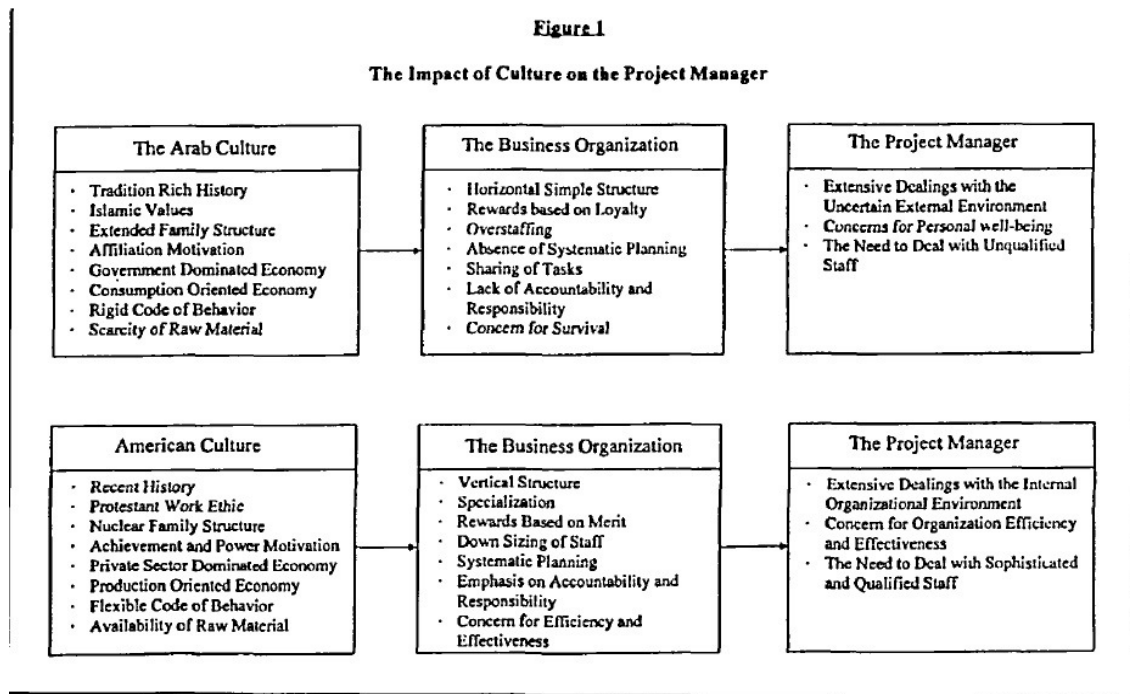 Figure 1
The Impact of Culture on the Project Manager
The Arab Culture
· Tradition Rich History
· Islamic Values
· Extended Family Structure
· Affiliation Motivation
· Government Dominated Economy
· Consumption Oriented Economy
· Rigid Code of Behavior
· Scarcity of Raw Material
The Business Organization
· Horizontal Simple Structure
· Rewards based on Loyalty
· Overstaffing
· Absence of Systematic Planning
· Sharing of Tasks
· Lack of Accountability and
Responsibility
· Concern for Survival
The Project Manager
· Extensive Dealings with the
Uncertain External Environment
· Concerns for Personal well-being
· The Need to Deal with Unqualified
Staff
American Culture
· Recent History
· Protestant Work Ethic
· Nuclear Family Structure
· Achievement and Power Motivation
· Private Sector Dominated Economy
· Production Oriented Economy
· Flexible Code of Behavior
· Availability of Raw Material
The Business Organization
· Vertical Structure
· Specialization
· Rewards Based on Merit
· Down Sizing of Staff
· Systematic Planning
· Emphasis on Accountability and
Responsibility
· Concern for Efficiency and
Effectiveness
The Project Manager
· Extensive Dealings with the Internal
Organizational Environment
· Concern for Organization Efficiency
and Effectiveness
· The Need to Deal with Sophisticated
and Qualified Staff